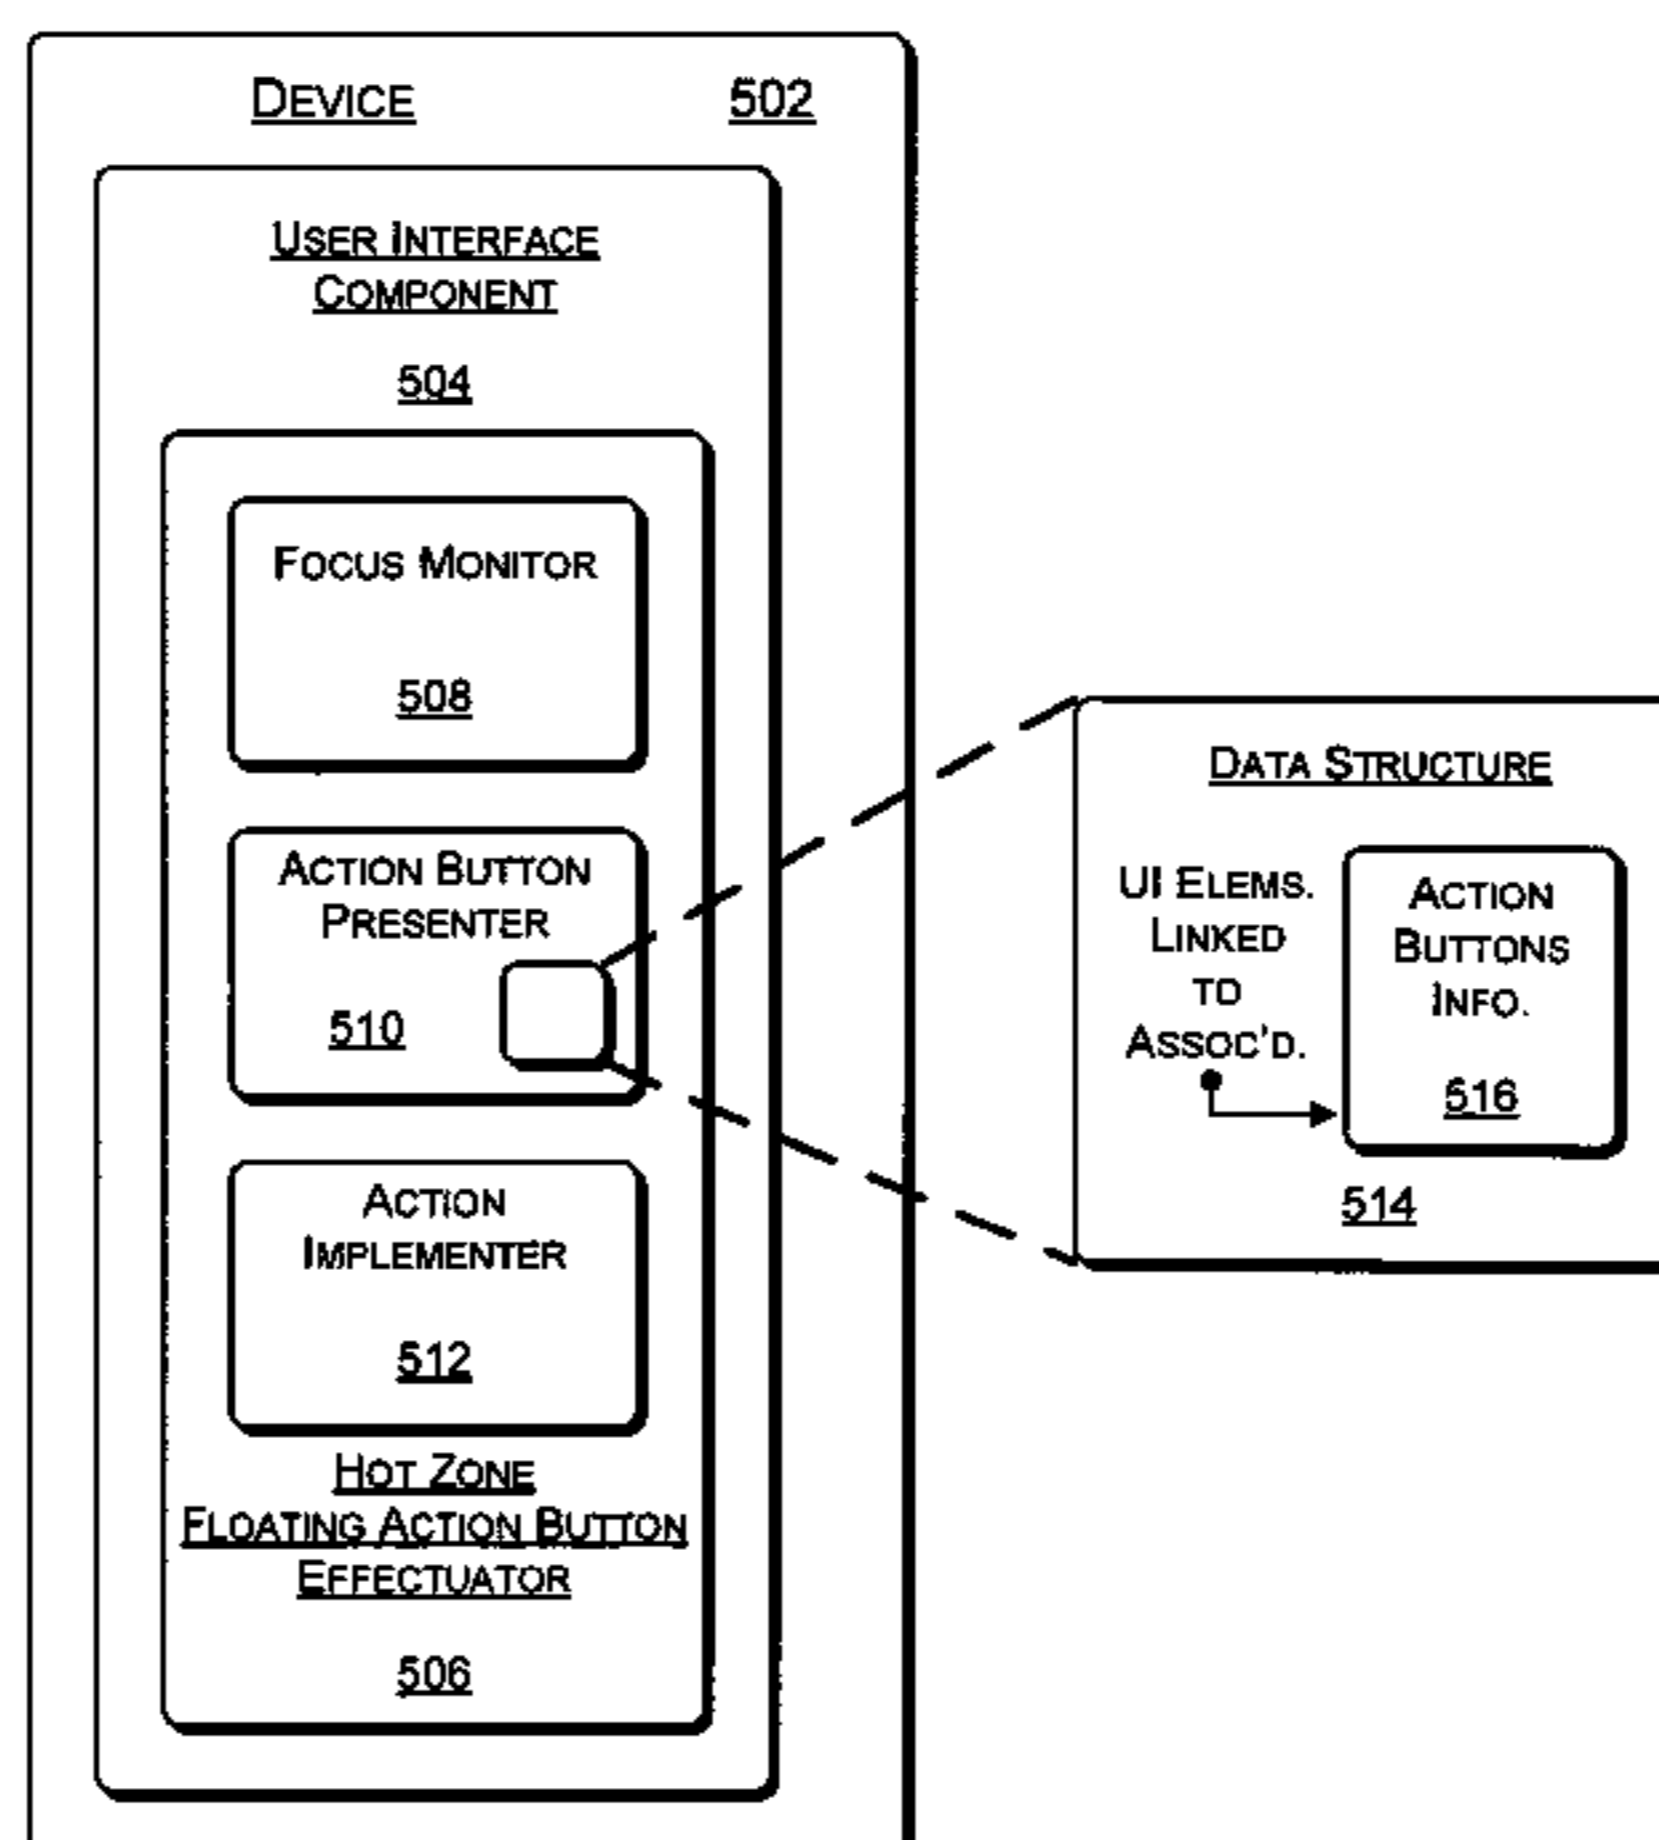 DEVICE 502
USER INTERFACE
COMPONENT
504
FOCUS MONITOR
508
ACTION BUTTON
PRESENTER
510
ACTION
IMPLEMENTER
512
HOT ZONE
FLOATING ACTION BUTTON
EFFECTUATOR
506
DATA STRUCTURE
UI ELEMS.
LINKED
TO
ASSOC'D.
ACTION
BUTTONS
INFO.
516
514